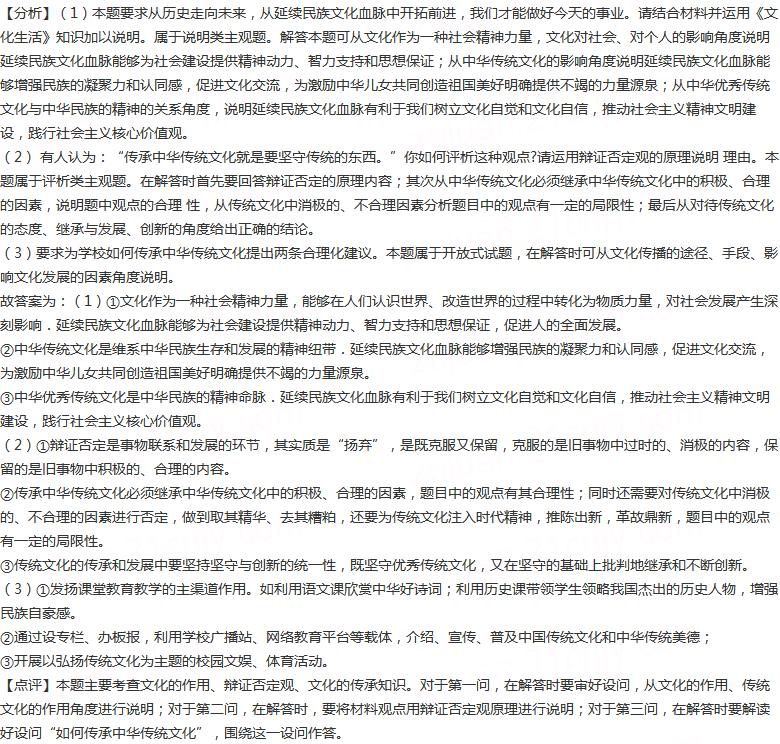 【分析】（1）本题要求从历史走向未来，从延续民族文化血脉中开拓前进，我们才能做好今天的事业。请结合材料并运用《文
化生活》知识加以说明。属于说明类主观题。解答本题可从文化作为一种社会精神力量，文化对社会、对个人的影响角度说明
延续民族文化血脉能够为社会建设提供精神动力、智力支持和思想保证；从中华传统文化的影响角度说明延续文化血脉能
够增强民族的凝聚力和认同感，促进文化交流，为激励中华儿女共同创造祖国美好明确提供不竭的力量源泉；从中华优秀传统
文化与中华民族的精神的关系角度，说明延续民族文化血脉有利于我们树立文化自觉和文化自信，推动社会主义精神文明建
设，践行社会主义核心价值观。
（2） 有人认为：“传承中华传统文化就是要坚守传统的东西。”你如何评析这种观点?请运用辩证否定观的原理说明 理由。本
题属于评析类主观题。在解答时首先要回答辩证否定的原理内容；其次从中华传统文化必须继承中华传统文化中的积极、合理
的因素，说明题中观点的合理 性，从传统文化中消极的、不合理因素分析题目中的观点有一定的局限性；最后从对待传统文化
的态度、继承与发展、创新的角度给出正确的结论。
（3）要求为学校如何传承中华传统文化提出两条合理化建议。本题属于开放式试题，在解答时可从文化传播的途径、手段、影
响文化发展的因素角度说明。
故答案为：（1）①文化作为一种社会精神力量，能够在人们认识世界、改造世界的过程中转化为物质力量，对社会发展产生深
刻影响．延续民族文化血脉能够为社会建设提供精神动力、智力支持和思想保证，促进人的全面发展。
②中华传统文化是维系中华民族生存和发展的精神纽带．延续民族文化血脉能够增强民族的凝聚力和认同感，促进文化交流，
为激励中华儿女共同创造祖国美好明确提供不竭的力量源泉。
③中华优秀传统文化是中华民族的精神命脉．延续民族文化血脉有利于我们树立文化自觉和文化自信，推动社会主义精神文明
建设，践行社会主义核心价值观。
（2）①辩证否定是事物联系和发展的环节，其实质是“扬弃”，是既克服又保留，克服的是旧事物中过时的、消极的内容，保
留的是旧事物中积极的、合理的内容。
②传承中华传统文化必须继承中华传统文化中的积极、合理的因素，题目中的观点有其合理性；同时还需要对传统文化中消极
的、不合理的因素进行否定，做到取其精华、去其糟粕，还要为传统文化注入时代精神，推陈出新，革故鼎新，题目中的观点
有一定的局限性。
③传统文化的传承和发展中要坚持坚守与创新的统一性，既坚守优秀传统文化，又在坚守的基础上批判地继承和不断创新。
（3）①发扬课堂教育教学的主渠道作用。如利用语文课欣赏中华好诗词；利用历史课带领学生领略我国杰出的历史人物，增强
民族自豪感。
②通过设专栏、办板报，利用学校广播站、网络教育平台等载体，介绍、宣传、普及中国传统文化和中华传统美德；
③开展以弘扬传统文化为主题的校园文娱、体育活动。
【点评】本题主要考查文化的作用、辩证否定观、文化的传承知识。对于第一问，在解答时要审好设问，从文化的作用、传统
文化的作用角度进行说明；对于第二问，在解答时，要将材料观点用辩证否定观原理进行说明；对于第三问，在解答时要解读
好设问“如何传承中华传统文化”，围绕这一设问作答。